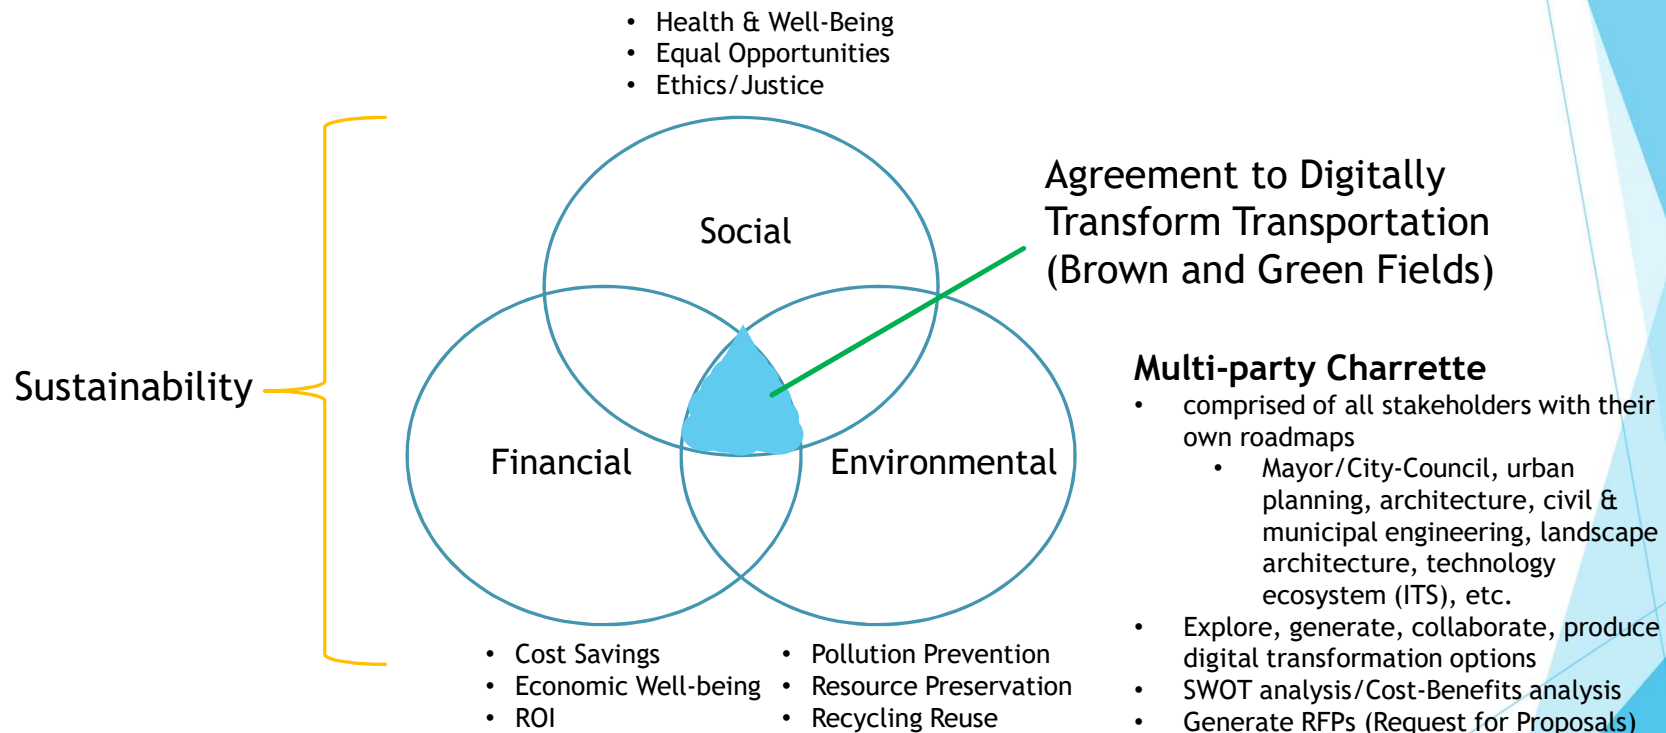 • Health & Well-Being
• Equal Opportunities
• Ethics/Justice
Social
Agreement to Digitally
Transform Transportation
(Brown and Green Fields)
Sustainability
Financial
Environmental
Multi-party Charrette
• comprised of all stakeholders with their
own roadmaps
• Mayor/City-Council, urban
planning, architecture, civil &
municipal engineering, landscape
architecture, technology
ecosystem (ITS), etc.
• Explore, generate, collaborate, produce
digital transformation options
• SWOT analysis/Cost-Benefits analysis
• Generate RFPs (Request for Proposals)
• Cost Savings
• Economic Well-being
• ROI
• Pollution Prevention
• Resource Preservation
• Recycling Reuse